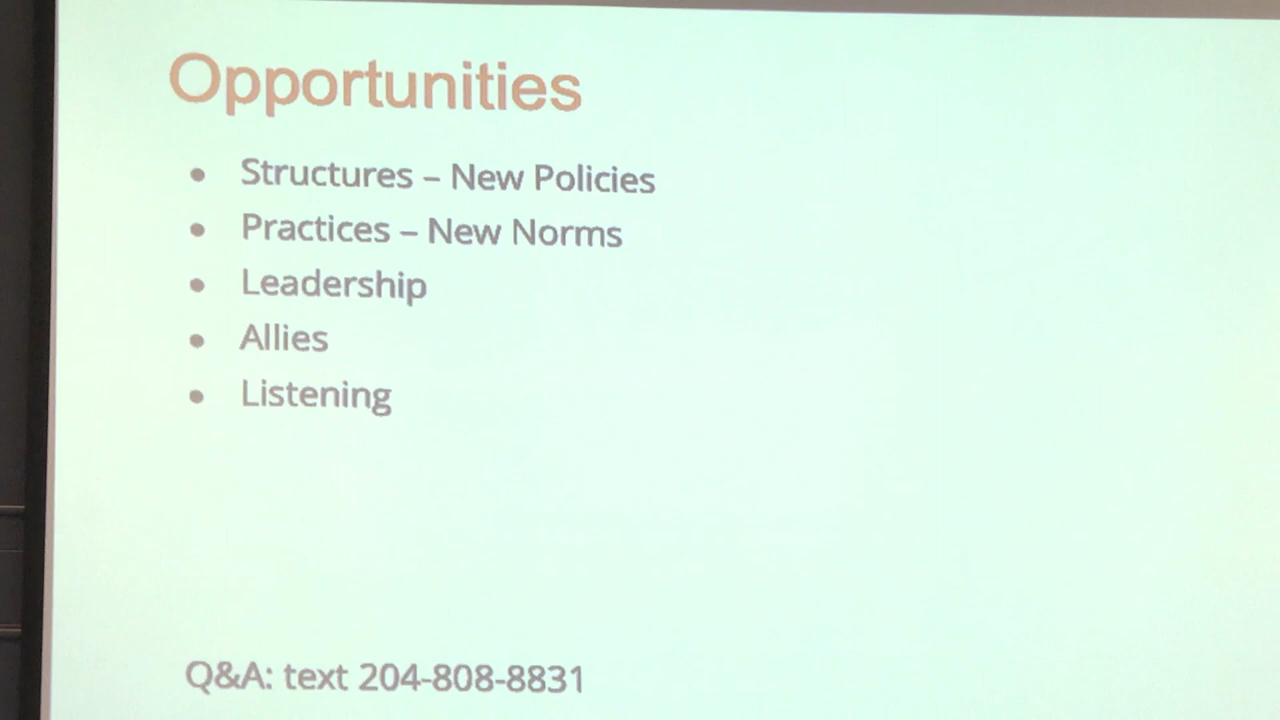 Opportunities
• Structures – New Policies
• Practices – New Norms
• Leadership
• Allies
• Listening
Q&A: text 204-808-8831